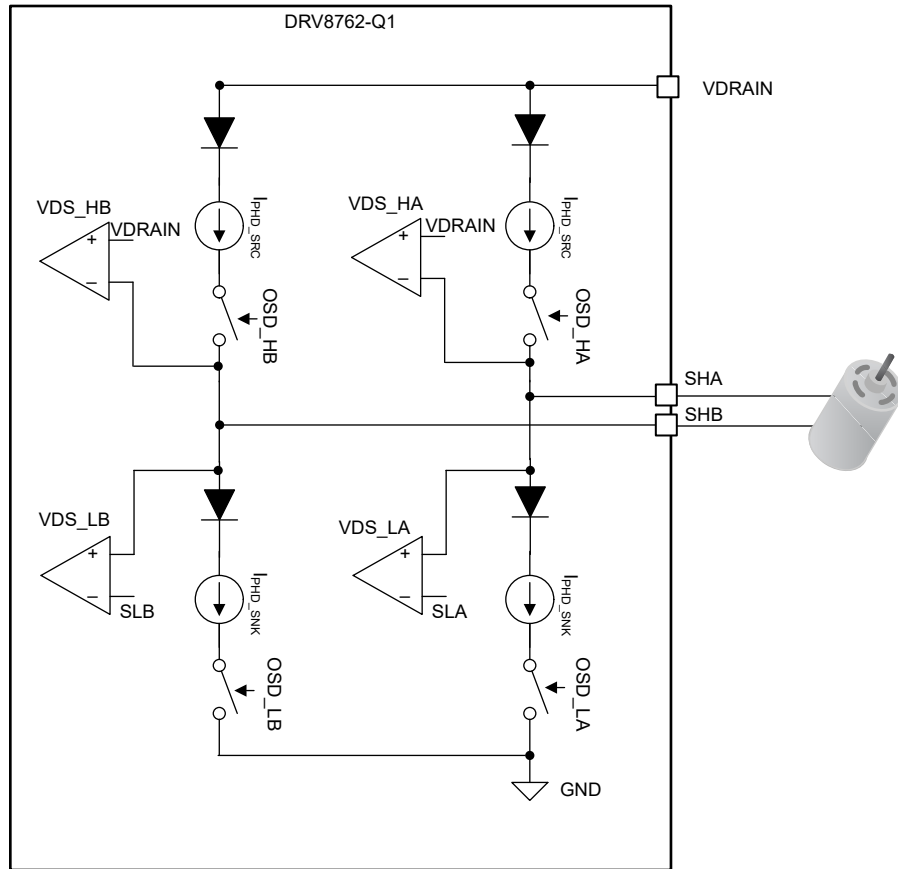 DRV8762-Q1
VDRAIN
VDS_HB
VDRAIN
+
−
IPHD_SRC
OSD_HB
VDS_HA
VDRAIN
+
−
IPHD_SRC
OSD_HA
SHA
SHB
VDS_LB
+
−
SLB
IPHD_SNK
OSD_LB
VDS_LA
+
−
SLA
IPHD_SNK
OSD_LA
GND